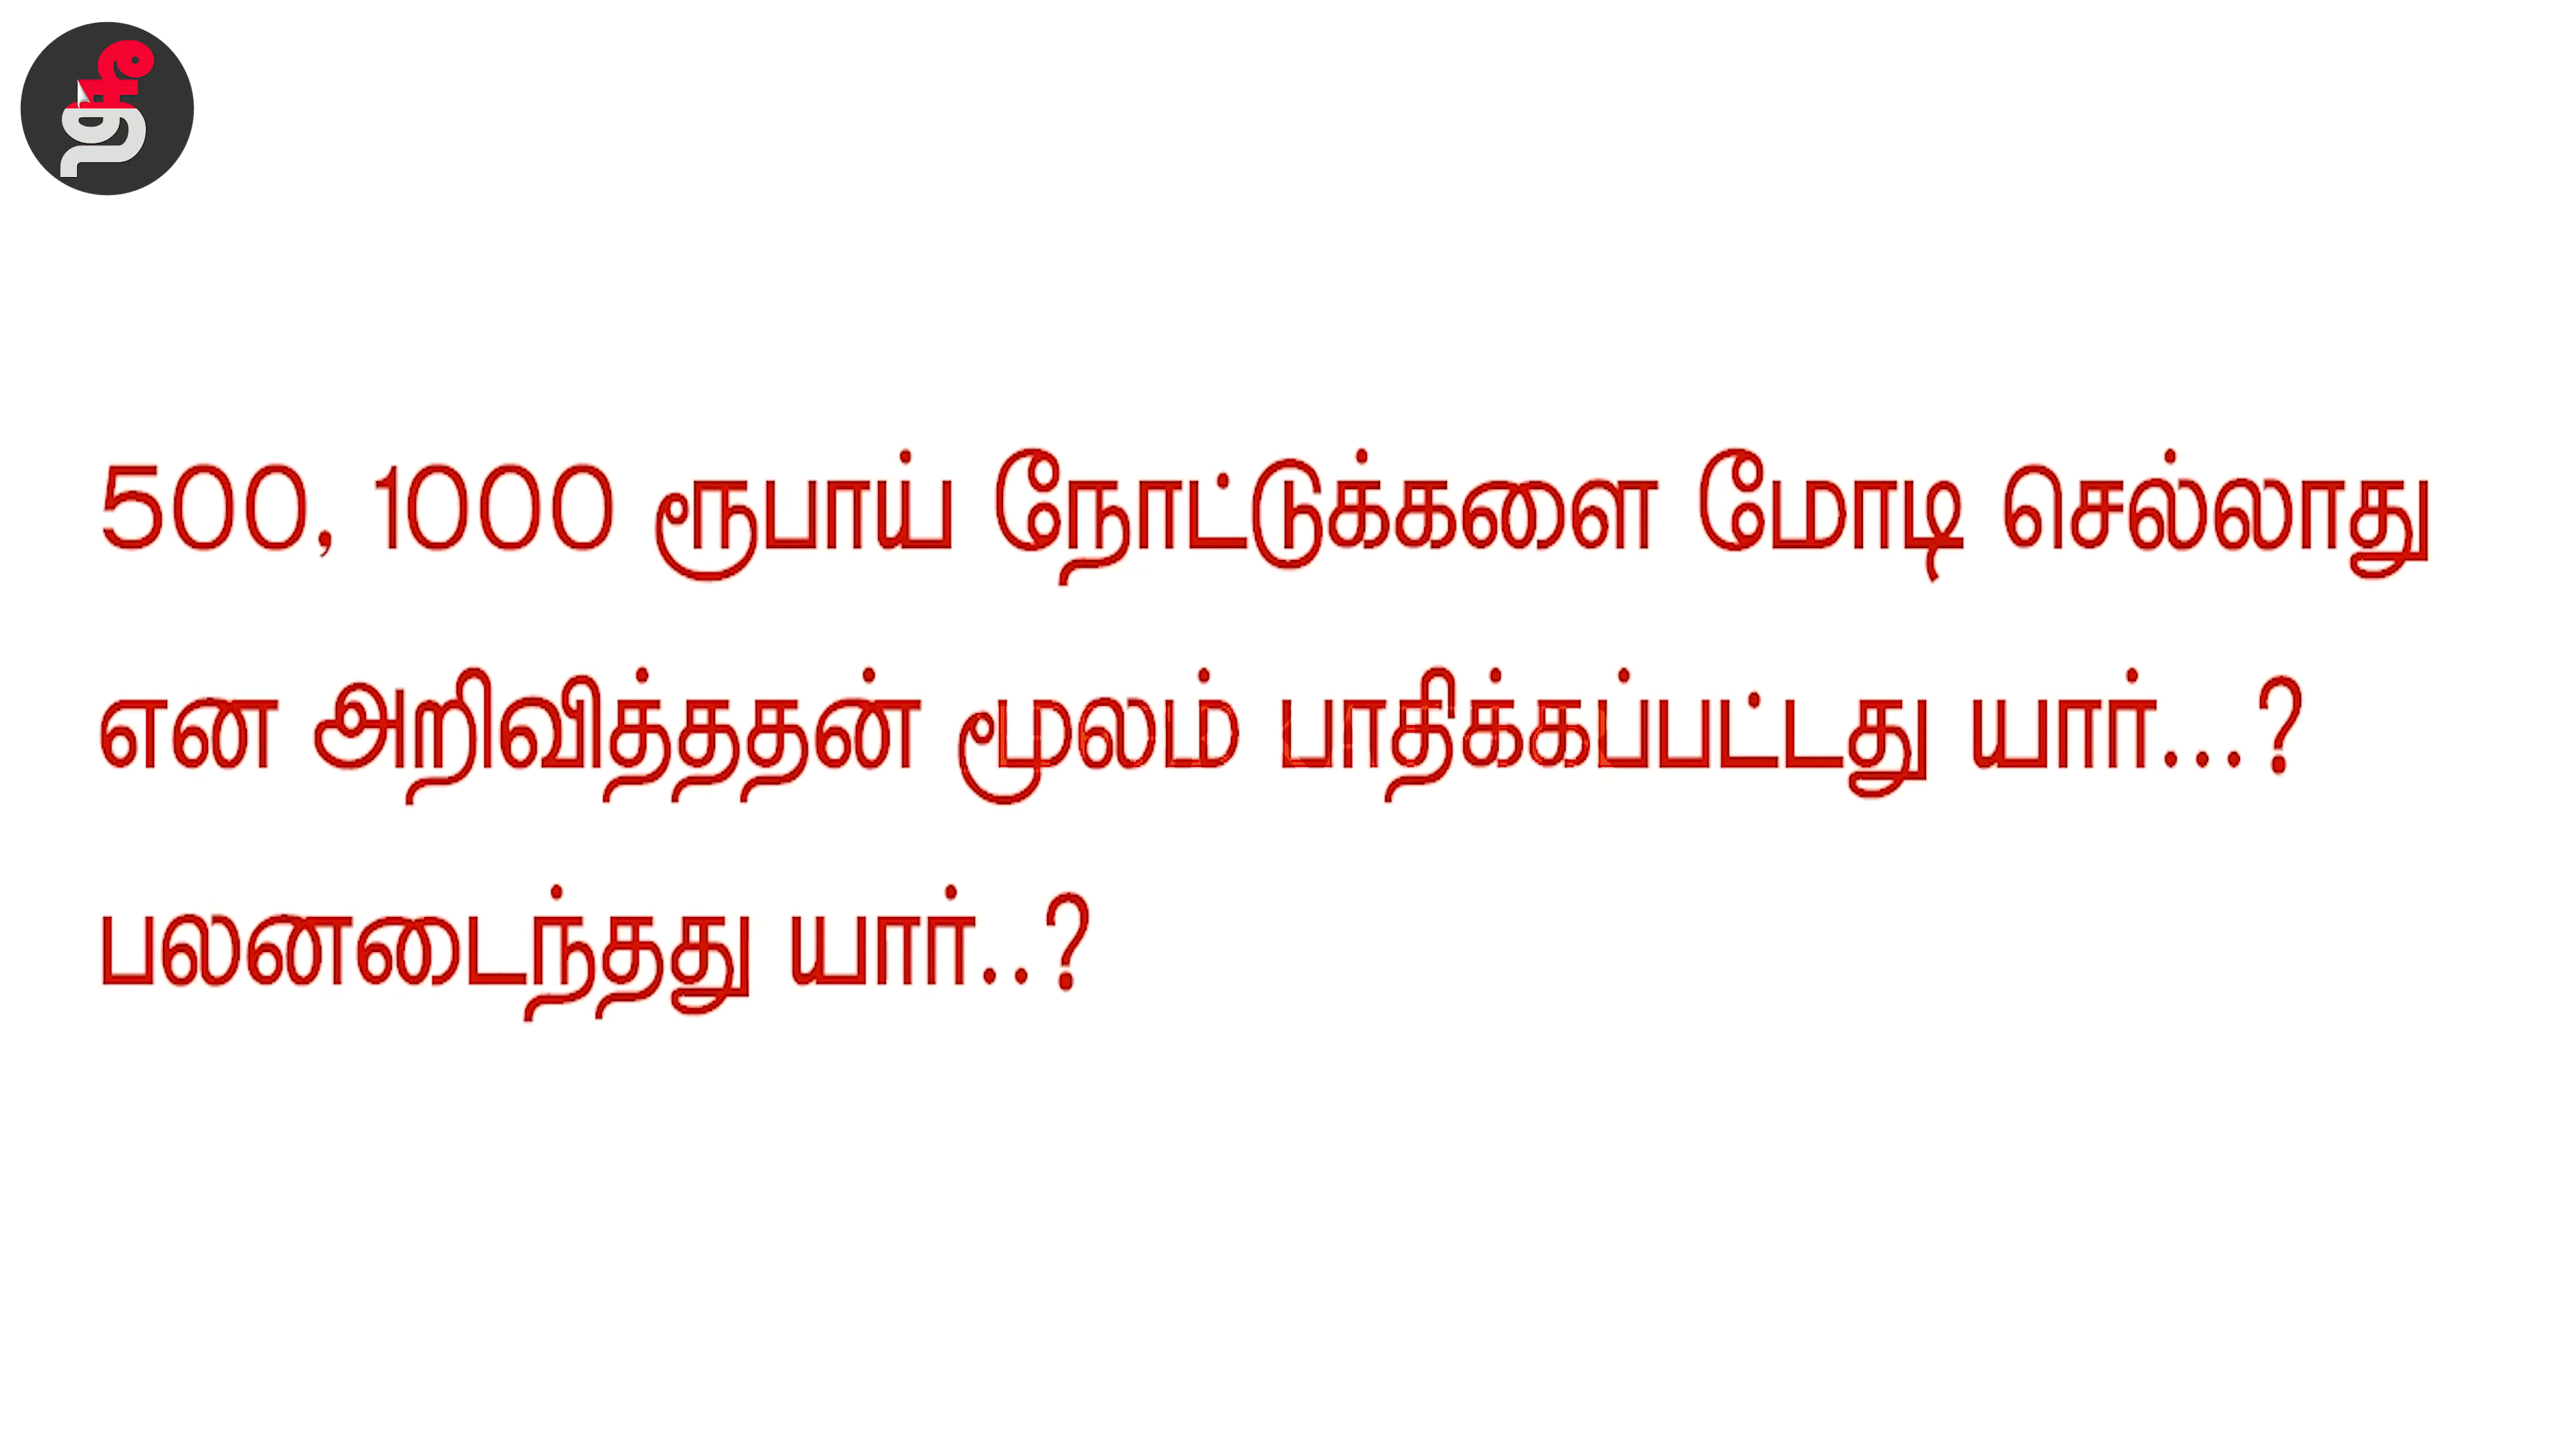 500, 1000 ரூபாய் நோட்டுக்களை மோடி செல்லாது
என அறிவித்ததன் மூலம் பாதிக்கப்பட்டது யார்...?
பலனடைந்தது யார்..?